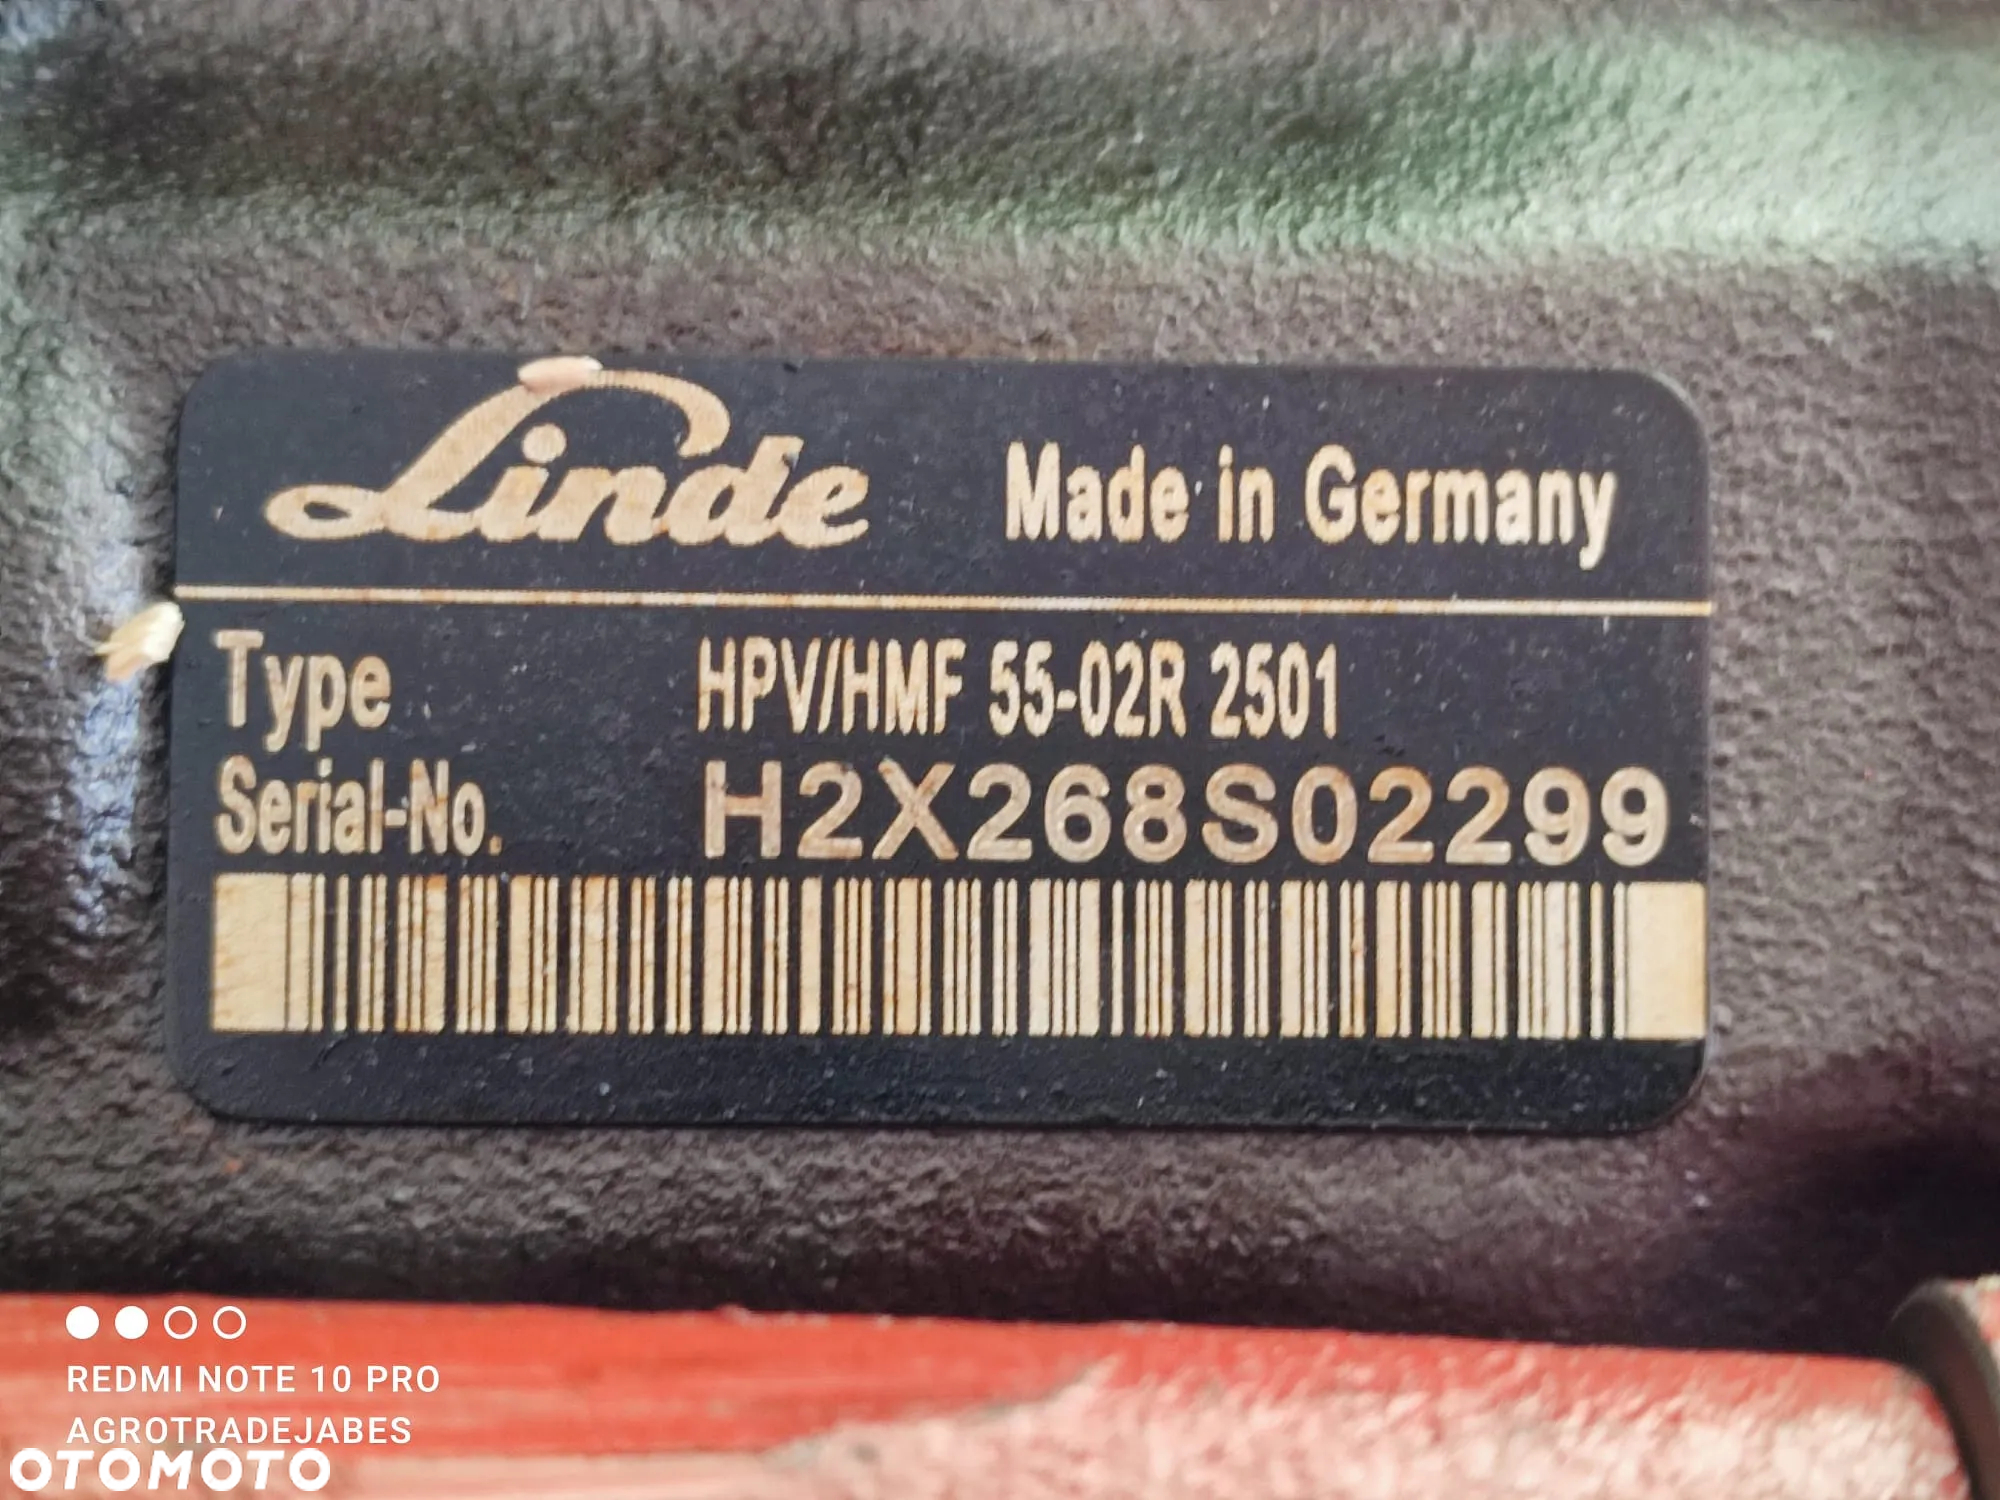 Linde Made in Germany
Type HPV/HMF 55-02R 2501
Serial-No. H2X268S02299
REDMI NOTE 10 PRO
AGROTRADEJABES
OTOMOTO